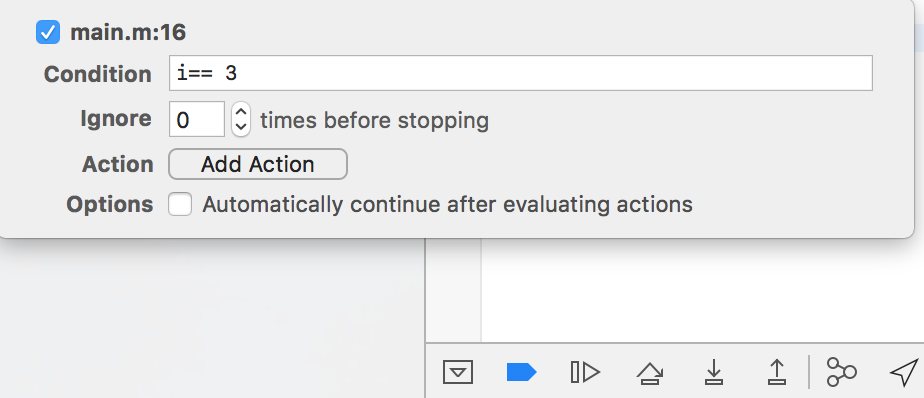 main.m:16
Condition i== 3
Ignore 0 times before stopping
Action Add Action
Options Automatically continue after evaluating actions